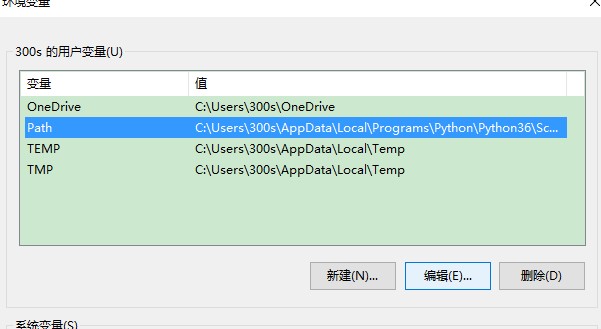 环境变量
300s 的用户变量(U)
变量 值
OneDrive C:\Users\300s\OneDrive
Path C:\Users\300s\AppData\Local\Programs\Python\Python36\Sc...
TEMP C:\Users\300s\AppData\Local\Temp
TMP C:\Users\300s\AppData\Local\Temp
新建(N)... 编辑(E)... 删除(D)
系统变量(S)